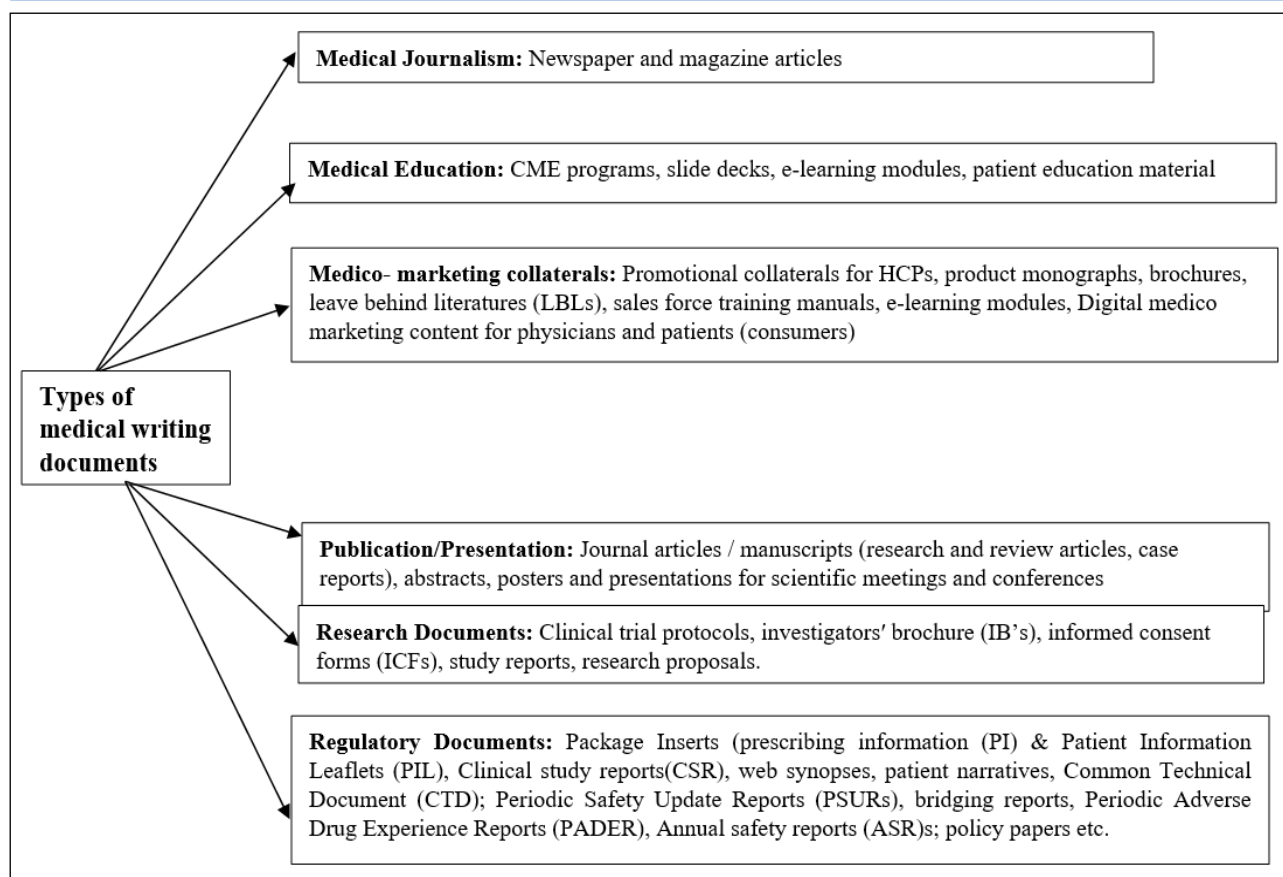 Medical Journalism: Newspaper and magazine articles
Medical Education: CME programs, slide decks, e-learning modules, patient education material
Medico- marketing collaterals: Promotional collaterals for HCPs, product monographs, brochures,
leave behind literatures (LBLs), sales force training manuals, e-learning modules, Digital medico
marketing content for physicians and patients (consumers)
Types of
medical writing
documents
Publication/Presentation: Journal articles / manuscripts (research and review articles, case
reports), abstracts, posters and presentations for scientific meetings and conferences
Research Documents: Clinical trial protocols, investigators′ brochure (IB’s), informed consent
forms (ICFs), study reports, research proposals.
Regulatory Documents: Package Inserts (prescribing information (PI) & Patient Information
Leaflets (PIL), Clinical study reports(CSR), web synopses, patient narratives, Common Technical
Document (CTD); Periodic Safety Update Reports (PSURs), bridging reports, Periodic Adverse
Drug Experience Reports (PADER), Annual safety reports (ASR)s; policy papers etc.